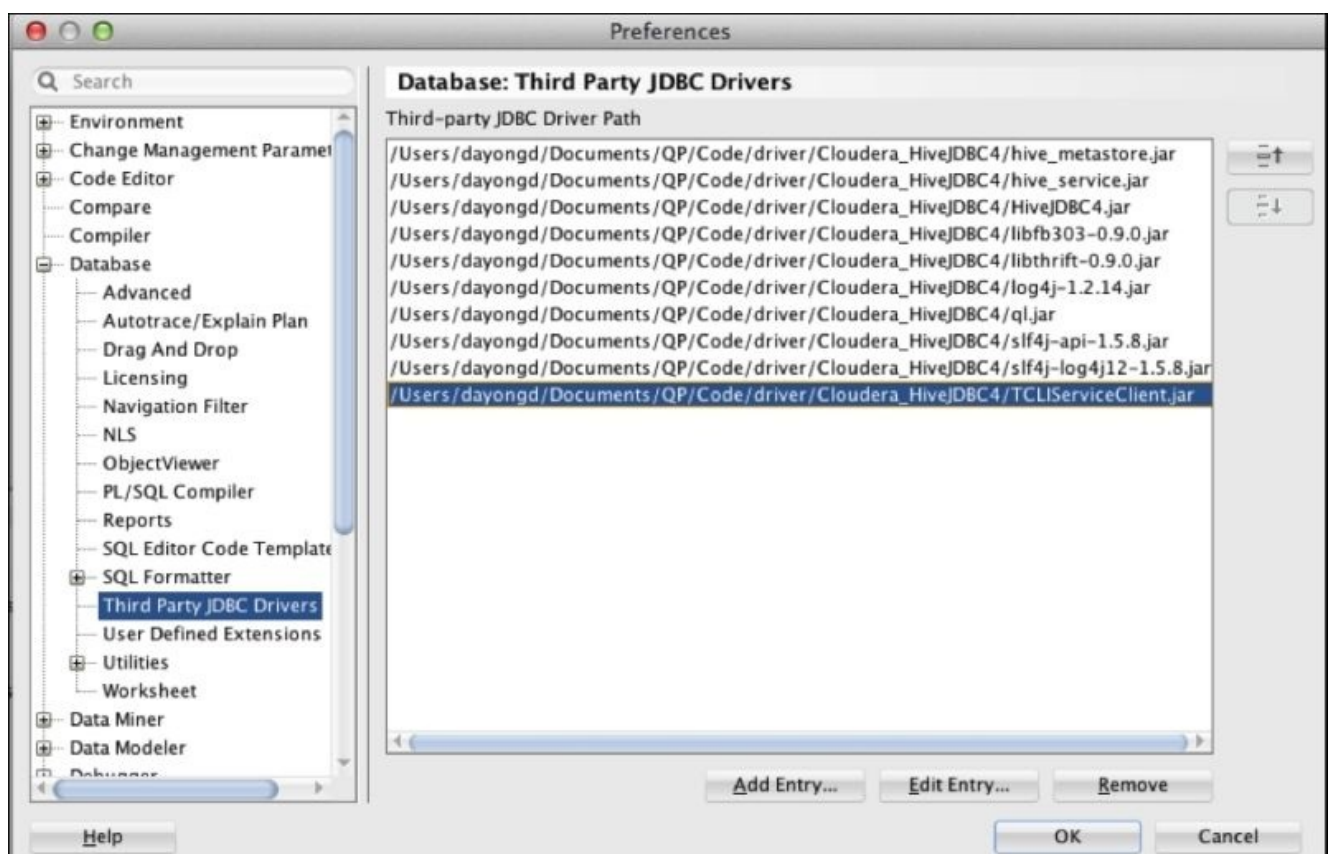 Preferences
Search
Environment
Change Management Paramet
Code Editor
Compare
Compiler
Database
Advanced
Autotrace/Explain Plan
Drag And Drop
Licensing
Navigation Filter
NLS
ObjectViewer
PL/SQL Compiler
Reports
SQL Editor Code Template
SQL Formatter
Third Party JDBC Drivers
User Defined Extensions
Utilities
Worksheet
Data Miner
Data Modeler
Debugger
Database: Third Party JDBC Drivers
Third-party JDBC Driver Path
/Users/dayongd/Documents/QP/Code/driver/Cloudera_HiveJDBC4/hive_metastore.jar
/Users/dayongd/Documents/QP/Code/driver/Cloudera_HiveJDBC4/hive_service.jar
/Users/dayongd/Documents/QP/Code/driver/Cloudera_HiveJDBC4/HiveJDBC4.jar
/Users/dayongd/Documents/QP/Code/driver/Cloudera_HiveJDBC4/libfb303-0.9.0.jar
/Users/dayongd/Documents/QP/Code/driver/Cloudera_HiveJDBC4/libthrift-0.9.0.jar
/Users/dayongd/Documents/QP/Code/driver/Cloudera_HiveJDBC4/log4j-1.2.14.jar
/Users/dayongd/Documents/QP/Code/driver/Cloudera_HiveJDBC4/ql.jar
/Users/dayongd/Documents/QP/Code/driver/Cloudera_HiveJDBC4/slf4j-api-1.5.8.jar
/Users/dayongd/Documents/QP/Code/driver/Cloudera_HiveJDBC4/slf4j-log4j12-1.5.8.jar
/Users/dayongd/Documents/QP/Code/driver/Cloudera_HiveJDBC4/TCLIServiceClient.jar
Add Entry... Edit Entry... Remove
Help OK Cancel